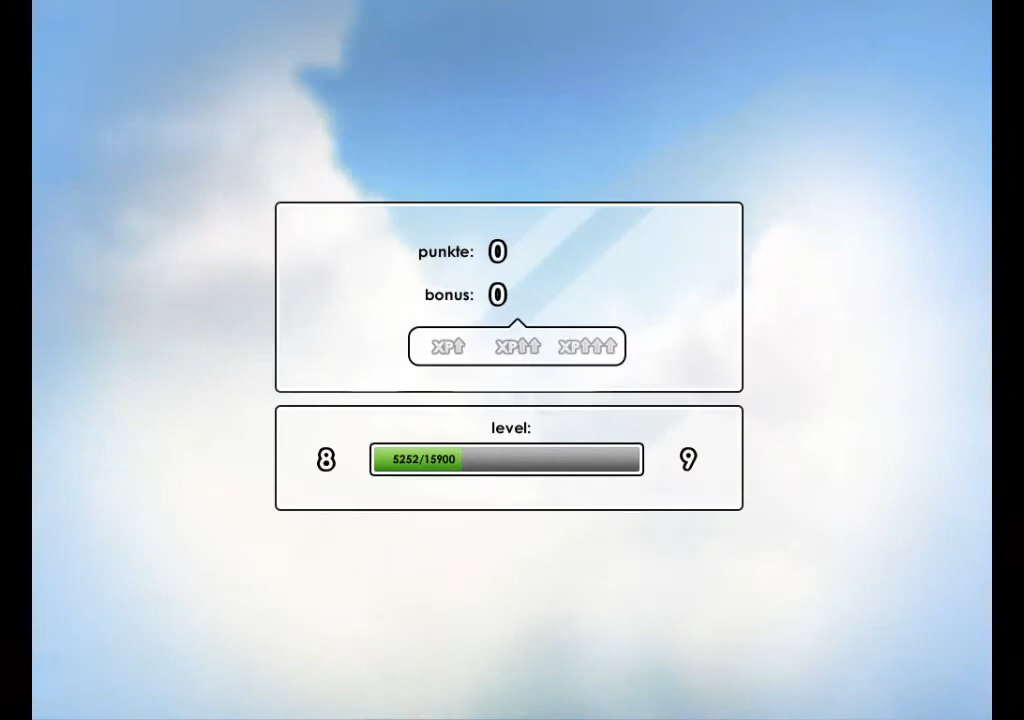 punkte: 0
bonus: 0
XP XP XP
level:
8 5252/15900 9